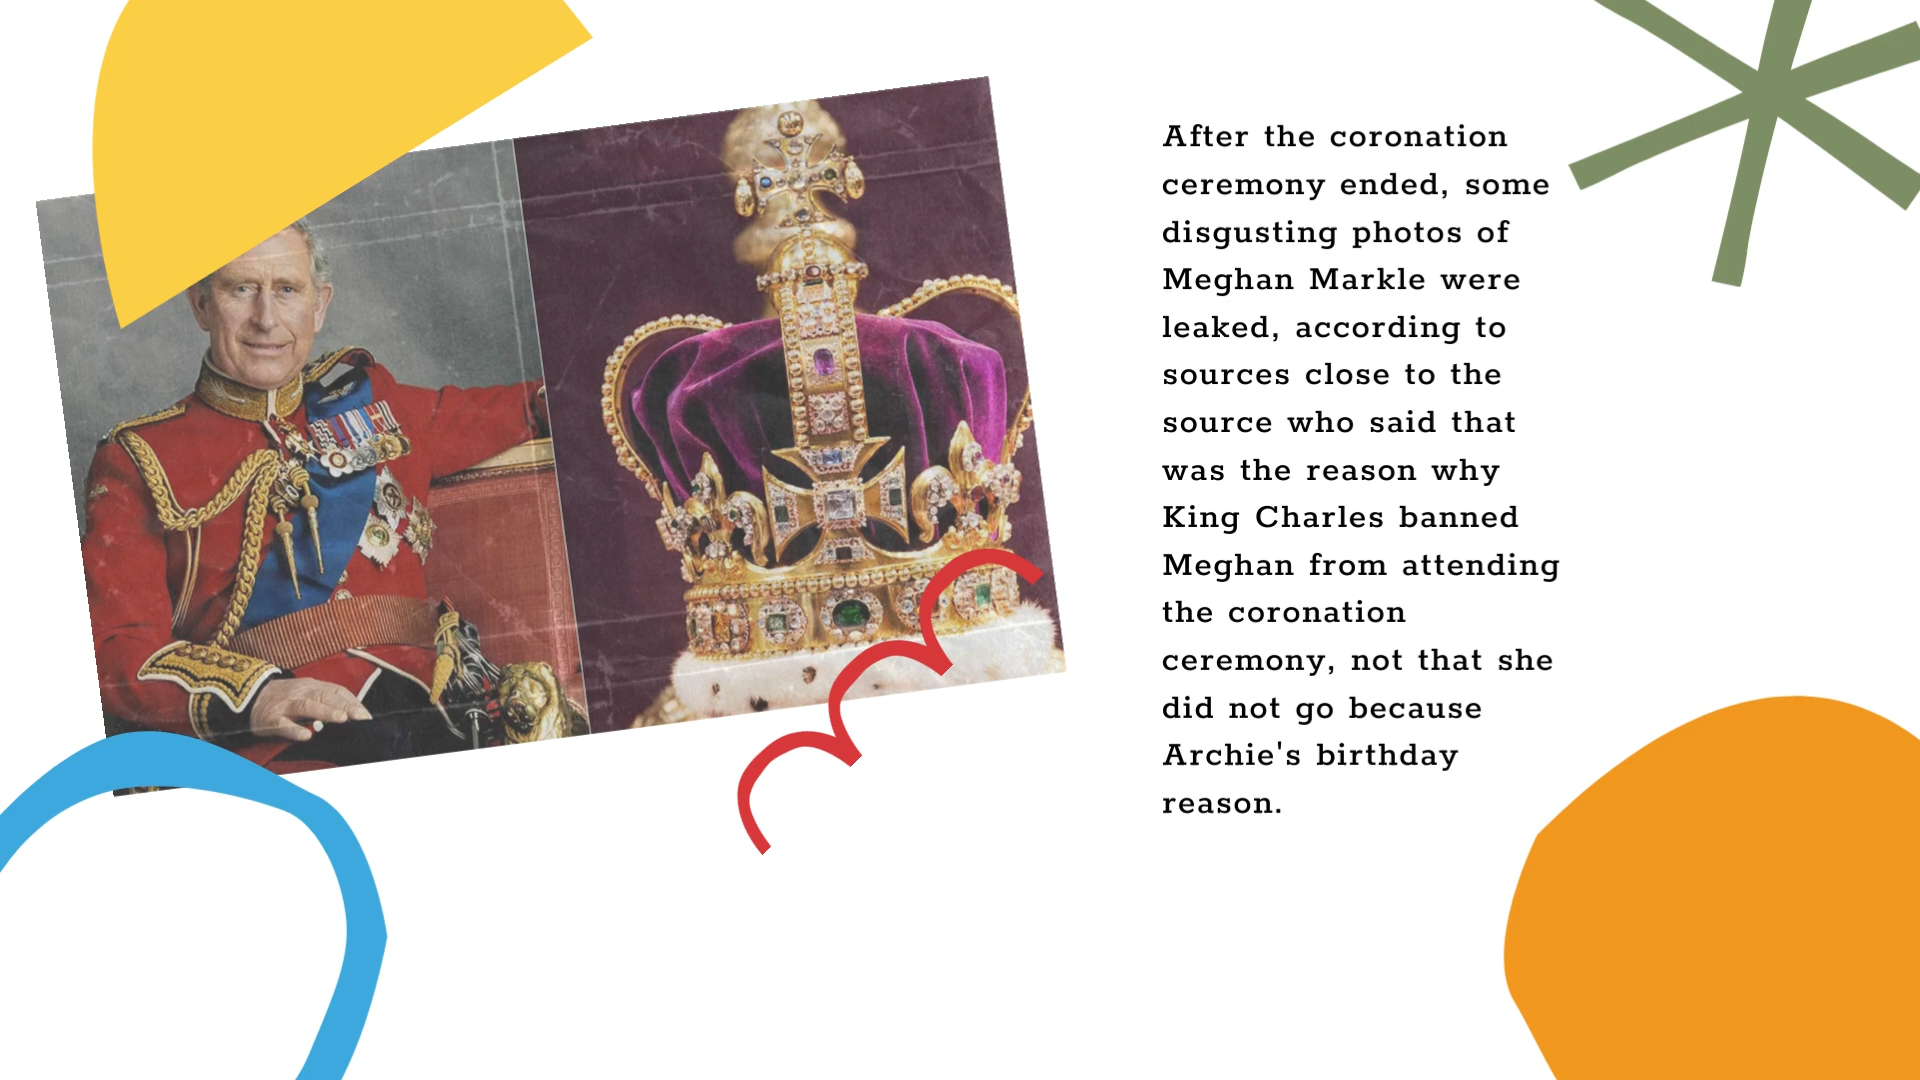 After the coronation
ceremony ended, some
disgusting photos of
Meghan Markle were
leaked, according to
sources close to the
source who said that
was the reason why
King Charles banned
Meghan from attending
the coronation
ceremony, not that she
did not go because
Archie's birthday
reason.